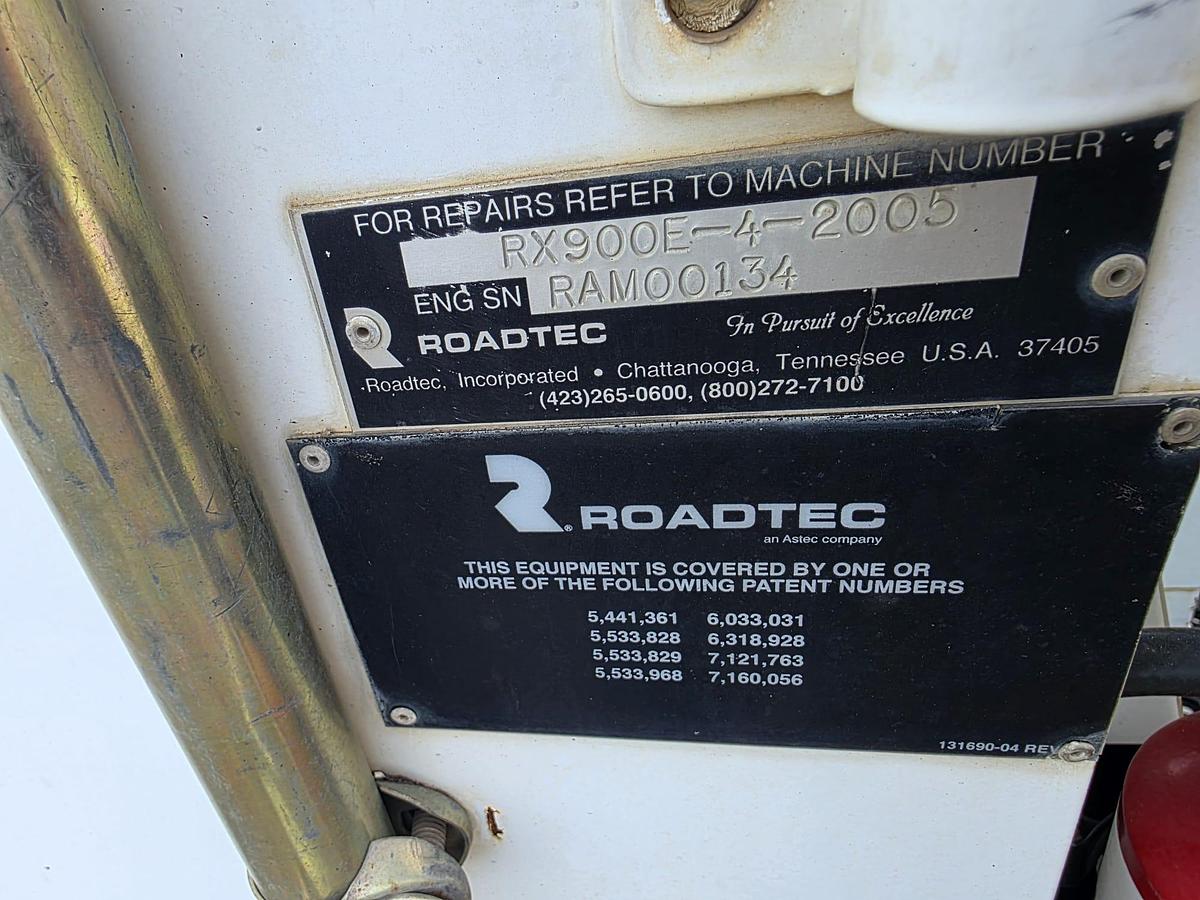 FOR REPAIRS REFER TO MACHINE NUMBER
RX900E-4-2005
ENG SN RAM00134
ROADTEC In Pursuit of Excellence
Roadtec, Incorporated • Chattanooga, Tennessee U.S.A. 37405
(423)265-0600, (800)272-7100
R® ROADTEC
an Astec company
THIS EQUIPMENT IS COVERED BY ONE OR
MORE OF THE FOLLOWING PATENT NUMBERS
5,441,361 6,033,031
5,533,828 6,318,928
5,533,829 7,121,763
5,533,968 7,160,056
131690-04 REV